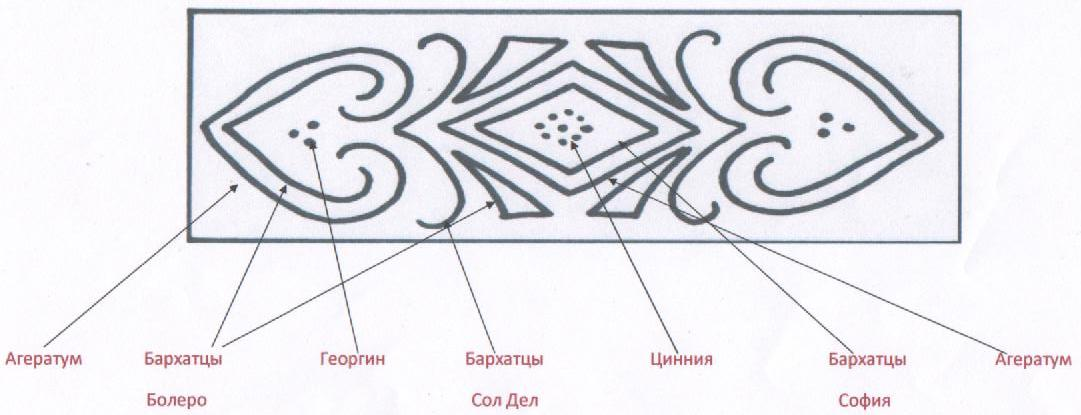 Агератум Бархатцы Георгин Бархатцы Цинния Бархатцы Агератум
Болеро Сол Дел София